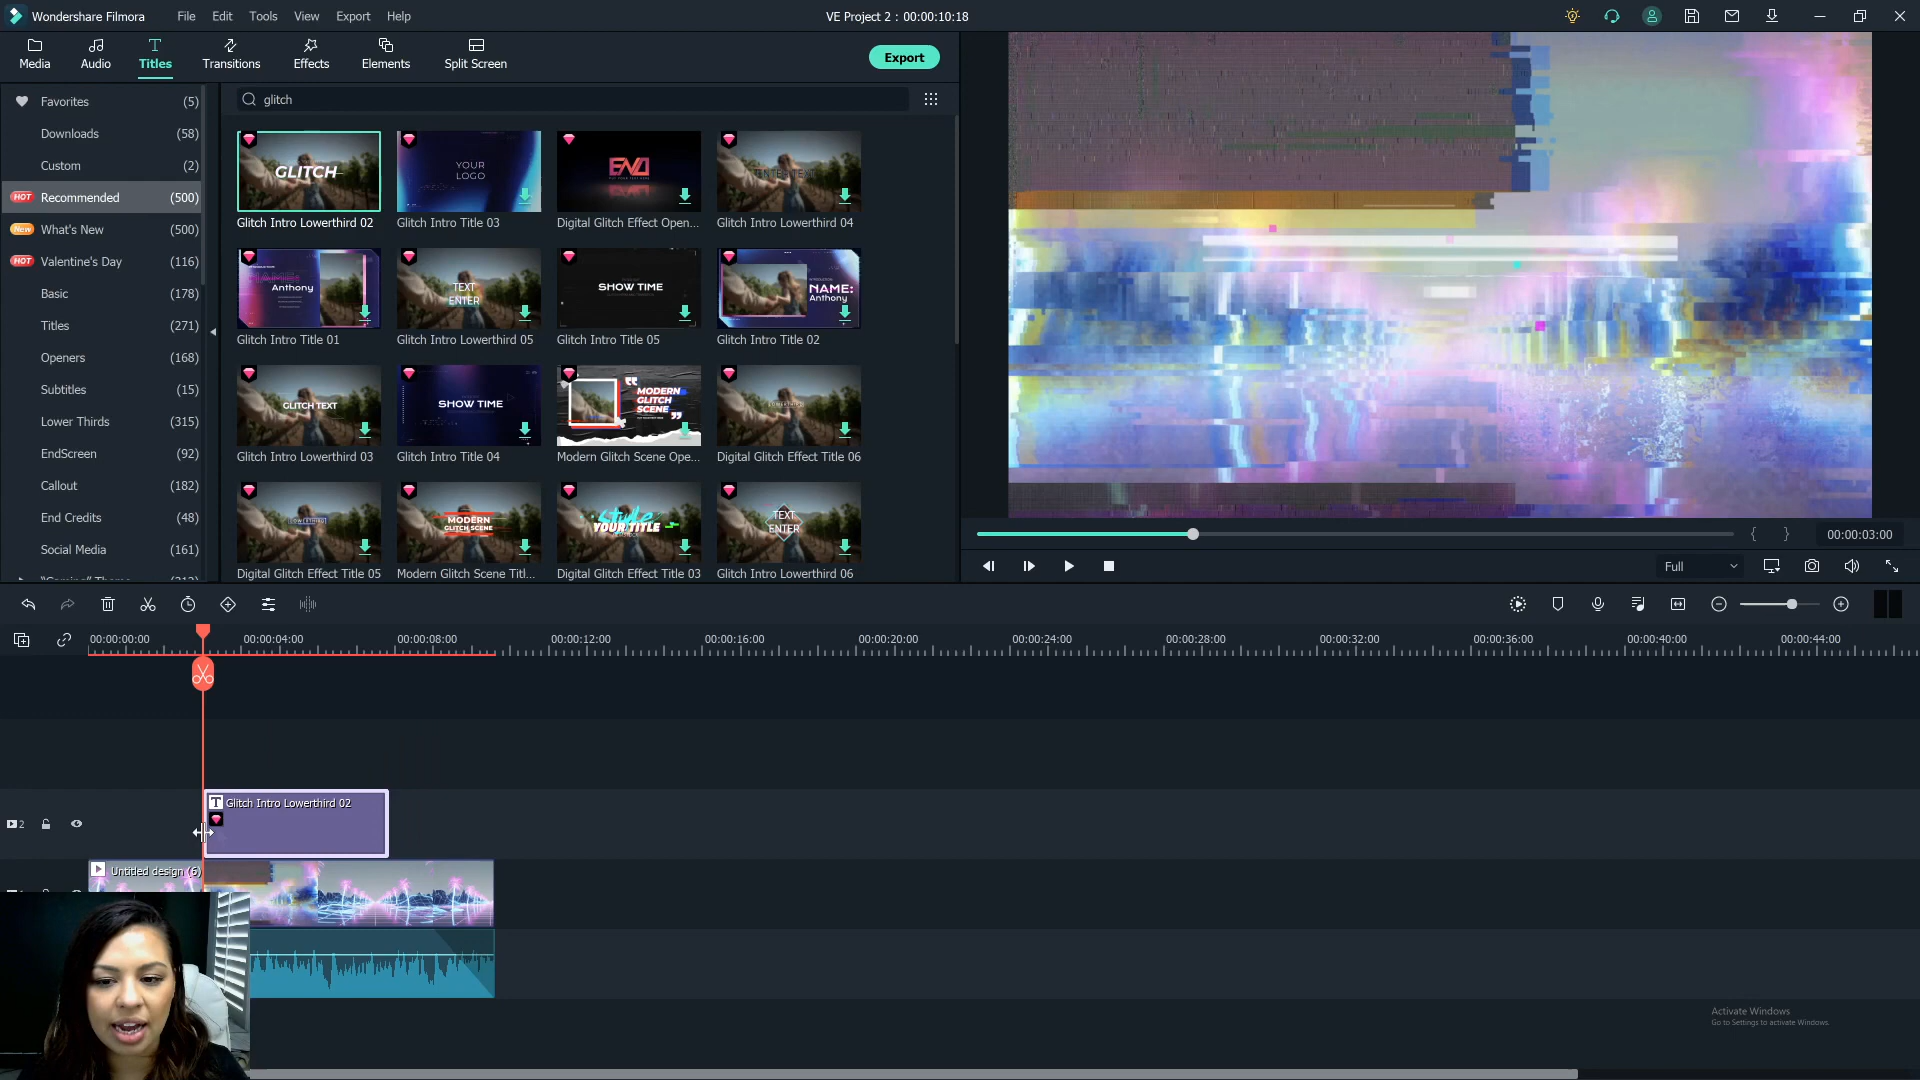 Wondershare Filmora
File Edit Tools View Export Help
VE Project 2 : 00:00:10:18
Media Audio Titles Transitions Effects Elements Split Screen
Export
glitch
Favorites (5)
Downloads (58)
Custom (2)
HOT Recommended (500)
New What's New (500)
HOT Valentine's Day (116)
Basic (178)
Titles (271)
Openers (168)
Subtitles (15)
Lower Thirds (315)
EndScreen (92)
Callout (182)
End Credits (48)
Social Media (161)
GLITCH
YOUR
LOGO
ENTER TEXT
Glitch Intro Lowerthird 02
Glitch Intro Title 03
Digital Glitch Effect Open...
Glitch Intro Lowerthird 04
Anthony
TEXT
ENTER
SHOW TIME
NAME:
Anthony
Glitch Intro Title 01
Glitch Intro Lowerthird 05
Glitch Intro Title 05
Glitch Intro Title 02
GLITCH TEXT
SHOW TIME
MODERN
GLITCH
SCENE
Glitch Intro Lowerthird 03
Glitch Intro Title 04
Modern Glitch Scene Ope...
Digital Glitch Effect Title 06
LOWERTHIRD
MODERN
GLITCH SCENE
YOUR TITLE
TEXT
ENTER
Digital Glitch Effect Title 05
Modern Glitch Scene Titl...
Digital Glitch Effect Title 03
Glitch Intro Lowerthird 06
00:00:03:00
Full
00:00:00:00 00:00:04:00 00:00:08:00 00:00:12:00 00:00:16:00 00:00:20:00 00:00:24:00 00:00:28:00 00:00:32:00 00:00:36:00 00:00:40:00 00:00:44:00
2
T Glitch Intro Lowerthird 02
Untitled design (6)
Activate Windows
Go to Settings to activate Windows.